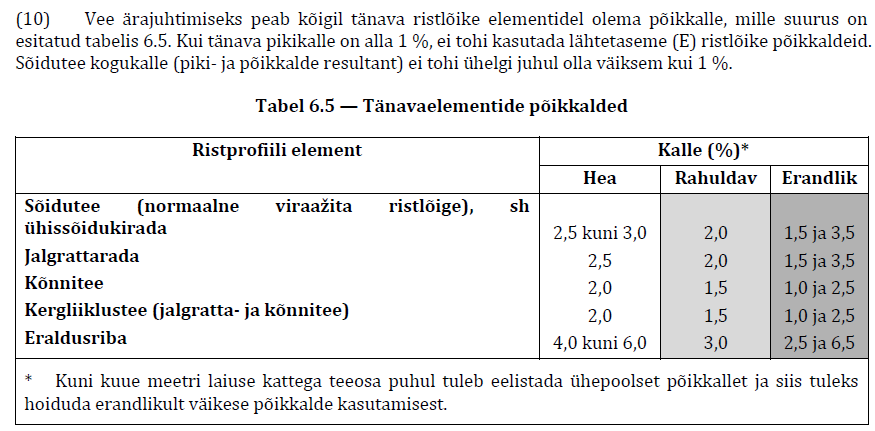 (10) Vee ärajuhtimiseks peab kõigil tänava ristlõike elementidel olema põikkalle, mille suurus on
esitatud tabelis 6.5. Kui tänava pikikalle on alla 1 %, ei tohi kasutada lähtetaseme (E) ristlõike põikkaldeid.
Sõidutee kogukalle (piki- ja põikkalde resultant) ei tohi ühelgi juhul olla väiksem kui 1 %.
Tabel 6.5 — Tänavaelementide põikkalded
Ristprofiili element Kalle (%)*
Hea Rahuldav Erandlik
Sõidutee (normaalne viraažita ristlõige), sh
ühissõidukirada 2,5 kuni 3,0 2,0 1,5 ja 3,5
Jalgrattarada 2,5 2,0 1,5 ja 3,5
Kõnnitee 2,0 1,5 1,0 ja 2,5
Kergliiklustee (jalgratta- ja kõnnitee) 2,0 1,5 1,0 ja 2,5
Eraldusriba 4,0 kuni 6,0 3,0 2,5 ja 6,5
* Kuni kuue meetri laiuse kattega teeosa puhul tuleb eelistada ühepoolset põikkallet ja siis tuleks
hoiduda erandlikult väikese põikkalde kasutamisest.